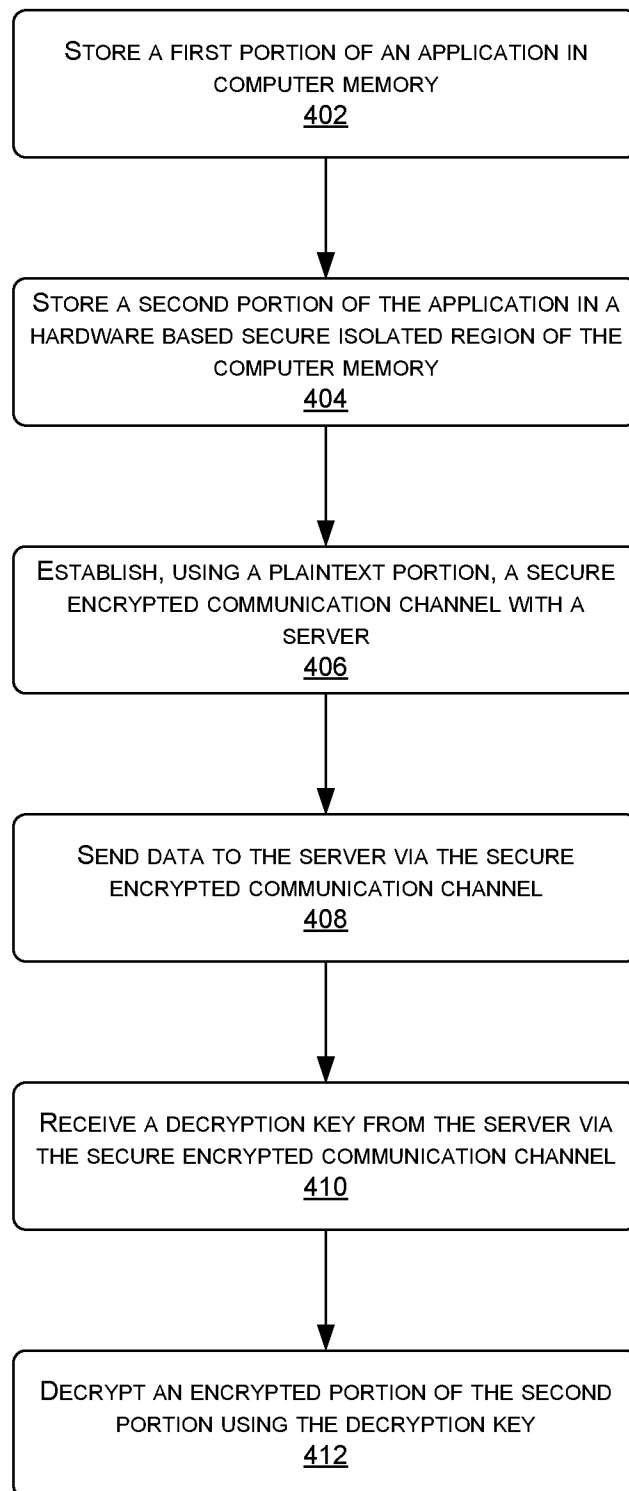 STORE A FIRST PORTION OF AN APPLICATION IN
COMPUTER MEMORY
402
STORE A SECOND PORTION OF THE APPLICATION IN A
HARDWARE BASED SECURE ISOLATED REGION OF THE
COMPUTER MEMORY
404
ESTABLISH, USING A PLAINTEXT PORTION, A SECURE
ENCRYPTED COMMUNICATION CHANNEL WITH A
SERVER
406
SEND DATA TO THE SERVER VIA THE SECURE
ENCRYPTED COMMUNICATION CHANNEL
408
RECEIVE A DECRYPTION KEY FROM THE SERVER VIA
THE SECURE ENCRYPTED COMMUNICATION CHANNEL
410
DECRYPT AN ENCRYPTED PORTION OF THE SECOND
PORTION USING THE DECRYPTION KEY
412